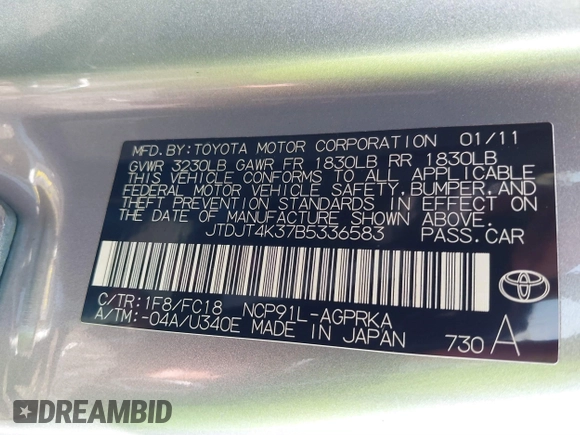 MFD.BY:TOYOTA MOTOR CORPORATION 01/11
GVWR 3230LB GAWR FR 1830LB RR 1830LB
THIS VEHICLE CONFORMS TO ALL APPLICABLE
FEDERAL MOTOR VEHICLE SAFETY, BUMPER, AND
THEFT PREVENTION STANDARDS IN EFFECT ON
THE DATE OF MANUFACTURE SHOWN ABOVE.
JTDJT4K37B5336583 PASS.CAR
C/TR:1F8/FC18 NCP91L-AGPRKA
A/TM:-04A/U340E MADE IN JAPAN 730 A
TOYOTA
DREAMBID